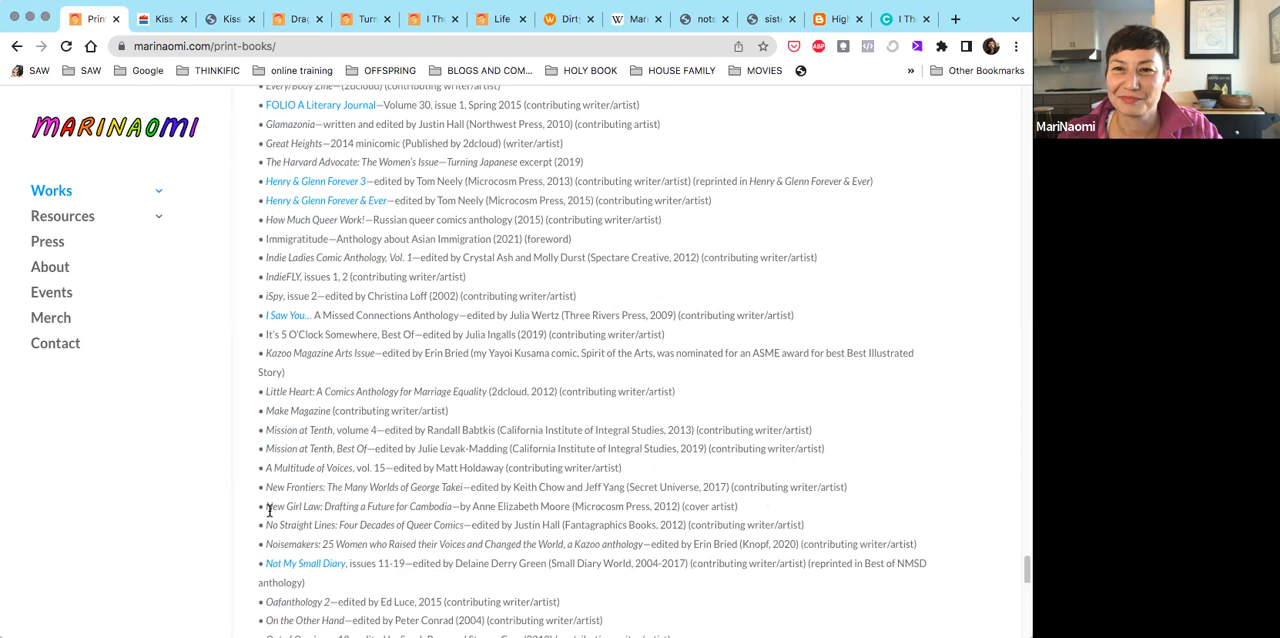 Prin
Kiss
Kiss
Drag
Turn
I Th
Life
Dirt
Mari
nots
siste
High
I The
marinaomi.com/print-books/
SAW
SAW
Google
THINKIFIC
online training
OFFSPRING
BLOGS AND COM...
HOLY BOOK
HOUSE FAMILY
MOVIES
»
Other Bookmarks
MARINAOMI
Works
Resources
Press
About
Events
Merch
Contact
• Every/Body Zine—(2dcloud) (contributing writer/artist)
• FOLIO A Literary Journal—Volume 30, issue 1, Spring 2015 (contributing writer/artist)
• Glamazonia—written and edited by Justin Hall (Northwest Press, 2010) (contributing artist)
• Great Heights—2014 minicomic (Published by 2dcloud) (writer/artist)
• The Harvard Advocate: The Women's Issue—Turning Japanese excerpt (2019)
• Henry & Glenn Forever 3—edited by Tom Neely (Microcosm Press, 2013) (contributing writer/artist) (reprinted in Henry & Glenn Forever & Ever)
• Henry & Glenn Forever & Ever—edited by Tom Neely (Microcosm Press, 2015) (contributing writer/artist)
• How Much Queer Work!—Russian queer comics anthology (2015) (contributing writer/artist)
• Immigratitude—Anthology about Asian Immigration (2021) (foreword)
• Indie Ladies Comic Anthology, Vol. 1—edited by Crystal Ash and Molly Durst (Spectare Creative, 2012) (contributing writer/artist)
• IndieFLY, issues 1, 2 (contributing writer/artist)
• iSpy, issue 2—edited by Christina Loff (2002) (contributing writer/artist)
• I Saw You... A Missed Connections Anthology—edited by Julia Wertz (Three Rivers Press, 2009) (contributing writer/artist)
• It's 5 O'Clock Somewhere, Best Of—edited by Julia Ingalls (2019) (contributing writer/artist)
• Kazoo Magazine Arts Issue—edited by Erin Bried (my Yayoi Kusama comic, Spirit of the Arts, was nominated for an ASME award for best Best Illustrated
Story)
• Little Heart: A Comics Anthology for Marriage Equality (2dcloud, 2012) (contributing writer/artist)
• Make Magazine (contributing writer/artist)
• Mission at Tenth, volume 4—edited by Randall Babtkis (California Institute of Integral Studies, 2013) (contributing writer/artist)
• Mission at Tenth, Best Of—edited by Julie Levak-Madding (California Institute of Integral Studies, 2019) (contributing writer/artist)
• A Multitude of Voices, vol. 15—edited by Matt Holdaway (contributing writer/artist)
• New Frontiers: The Many Worlds of George Takei—edited by Keith Chow and Jeff Yang (Secret Universe, 2017) (contributing writer/artist)
• New Girl Law: Drafting a Future for Cambodia—by Anne Elizabeth Moore (Microcosm Press, 2012) (cover artist)
• No Straight Lines: Four Decades of Queer Comics—edited by Justin Hall (Fantagraphics Books, 2012) (contributing writer/artist)
• Noisemakers: 25 Women who Raised their Voices and Changed the World, a Kazoo anthology—edited by Erin Bried (Knopf, 2020) (contributing writer/artist)
• Not My Small Diary, issues 11-19—edited by Delaine Derry Green (Small Diary World, 2004-2017) (contributing writer/artist) (reprinted in Best of NMSD
anthology)
• Oafanthology 2—edited by Ed Luce, 2015 (contributing writer/artist)
• On the Other Hand—edited by Peter Conrad (2004) (contributing writer/artist)
MariNaomi